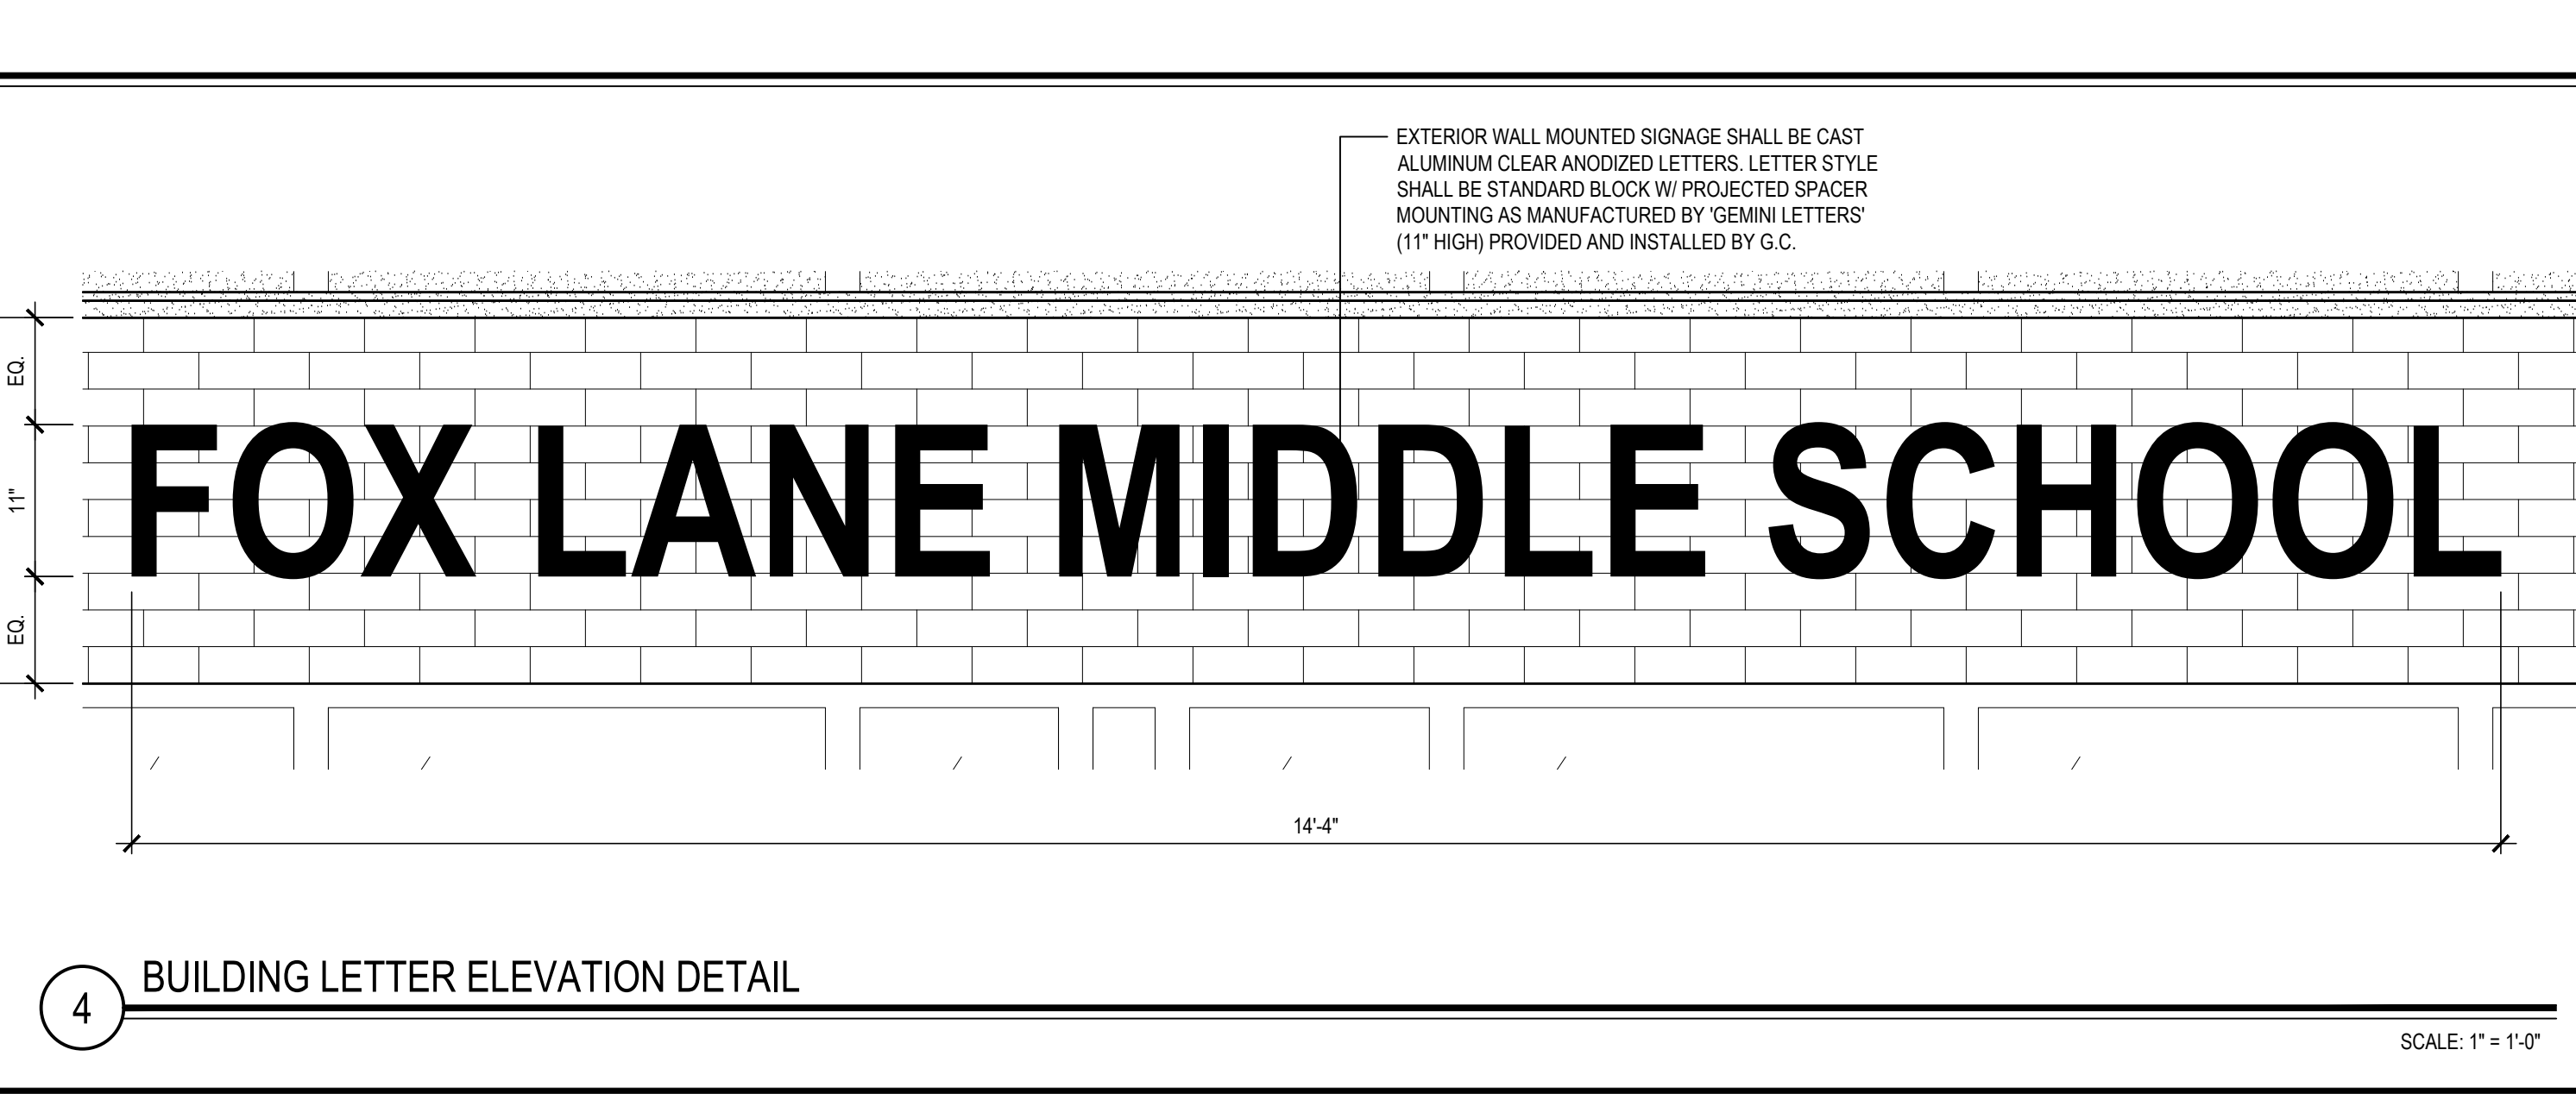 EXTERIOR WALL MOUNTED SIGNAGE SHALL BE CAST
ALUMINUM CLEAR ANODIZED LETTERS. LETTER STYLE
SHALL BE STANDARD BLOCK W/ PROJECTED SPACER
MOUNTING AS MANUFACTURED BY 'GEMINI LETTERS'
(11" HIGH) PROVIDED AND INSTALLED BY G.C.
EQ.
11"
EQ.
FOX LANE MIDDLE SCHOOL
14'-4"
4
BUILDING LETTER ELEVATION DETAIL
SCALE: 1" = 1'-0"